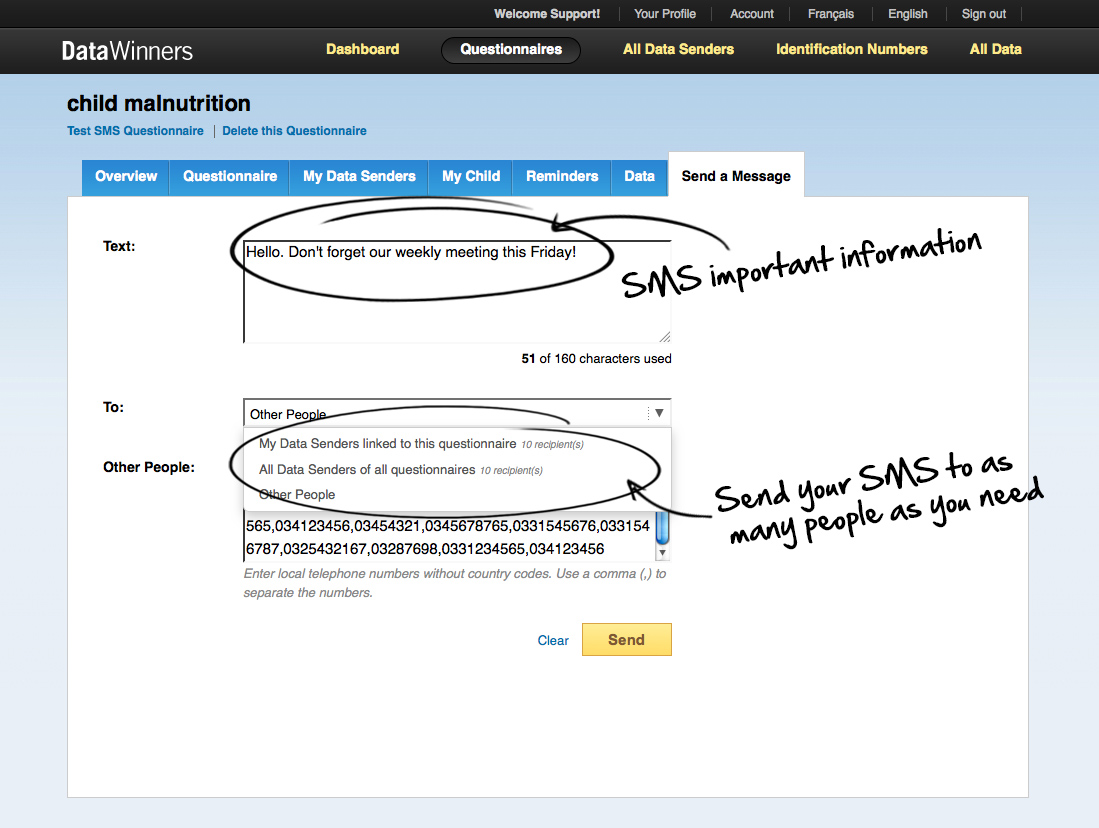 Welcome Support! Your Profile Account Français English Sign out
DataWinners Dashboard Questionnaires All Data Senders Identification Numbers All Data
child malnutrition
Test SMS Questionnaire | Delete this Questionnaire
Overview Questionnaire My Data Senders My Child Reminders Data Send a Message
Text:
Hello. Don't forget our weekly meeting this Friday!
SMS important information
51 of 160 characters used
To:
Other People
My Data Senders linked to this questionnaire 10 recipient(s)
Other People:
All Data Senders of all questionnaires 10 recipient(s)
Other People
Send your SMS to as
many people as you need
565,034123456,03454321,0345678765,0331545676,033154
6787,0325432167,03287698,0331234565,034123456
Enter local telephone numbers without country codes. Use a comma (,) to
separate the numbers.
Clear Send